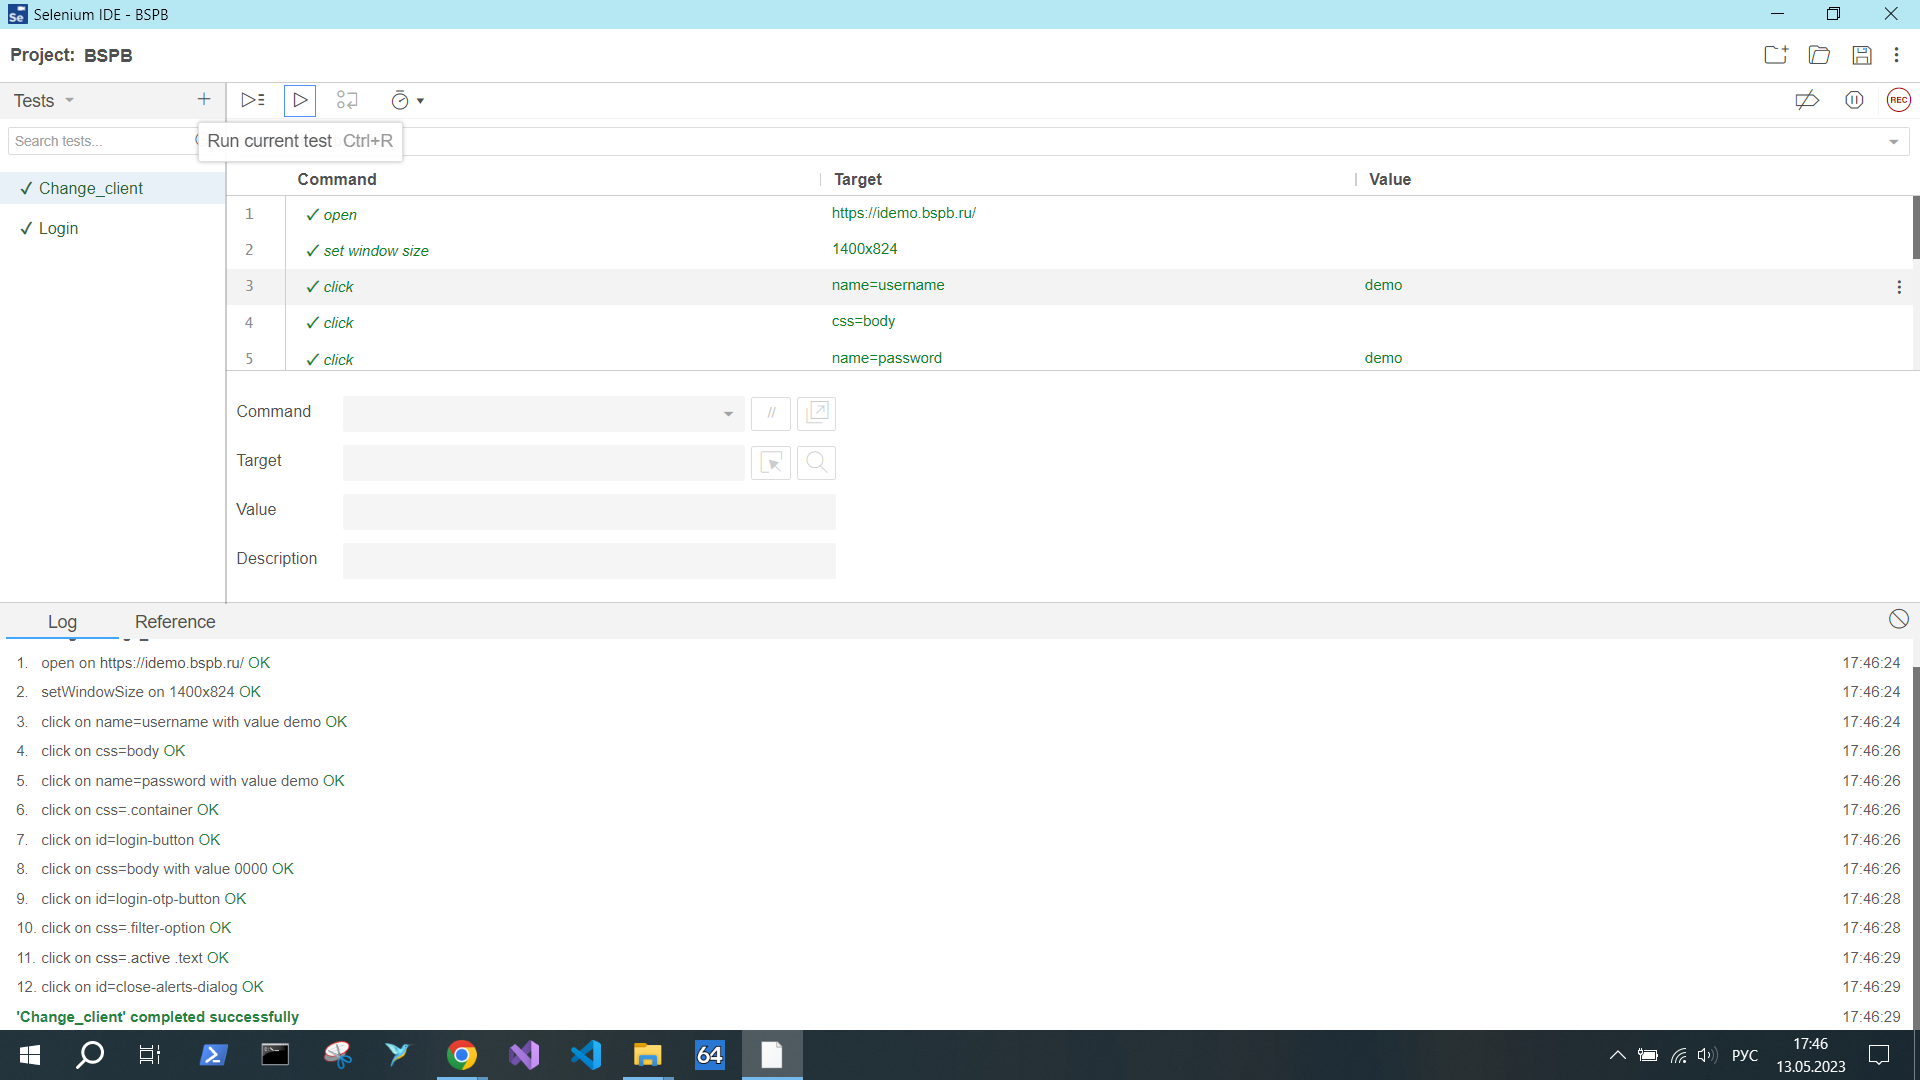 Selenium IDE - BSPB
Project: BSPB
Tests
Run current test Ctrl+R
Search tests...
Change_client
Login
Command Target Value
1 ✓ open https://idemo.bspb.ru/
2 ✓ set window size 1400x824
3 ✓ click name=username demo
4 ✓ click css=body
5 ✓ click name=password demo
Command //
Target
Value
Description
REC
Log Reference
1. open on https://idemo.bspb.ru/ OK 17:46:24
2. setWindowSize on 1400x824 OK 17:46:24
3. click on name=username with value demo OK 17:46:24
4. click on css=body OK 17:46:26
5. click on name=password with value demo OK 17:46:26
6. click on css=.container OK 17:46:26
7. click on id=login-button OK 17:46:26
8. click on css=body with value 0000 OK 17:46:26
9. click on id=login-otp-button OK 17:46:28
10. click on css=.filter-option OK 17:46:28
11. click on css=.active .text OK 17:46:29
12. click on id=close-alerts-dialog OK 17:46:29
'Change_client' completed successfully 17:46:29
64
РУС
17:46
13.05.2023